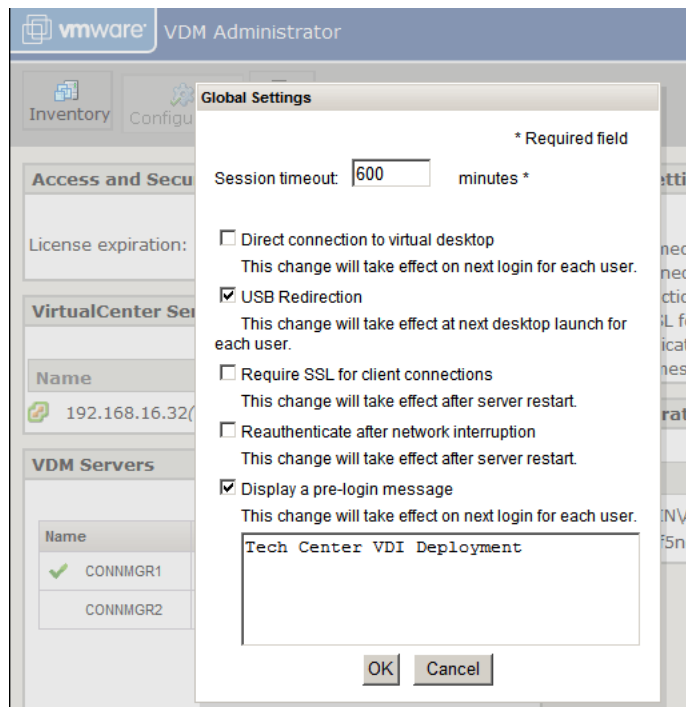 vmware VDM Administrator
Inventory
Global Settings
* Required field
Session timeout: 600 minutes *
Access and Secu
License expiration:
Direct connection to virtual desktop
This change will take effect on next login for each user.
USB Redirection
This change will take effect at next desktop launch for
each user.
VirtualCenter Ser
Name
192.168.16.32(
Require SSL for client connections
This change will take effect after server restart.
Reauthenticate after network interruption
This change will take effect after server restart.
VDM Servers
Name
CONNMGR1
CONNMGR2
Display a pre-login message
This change will take effect on next login for each user.
Tech Center VDI Deployment
OK Cancel